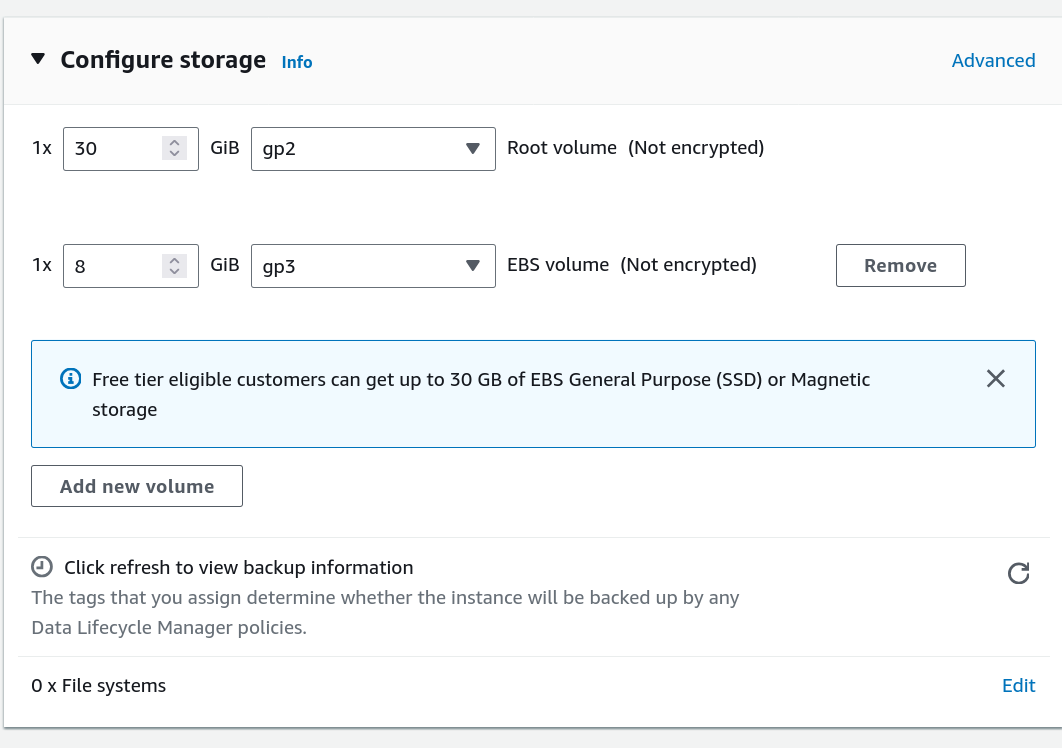 Configure storage Info Advanced
1x 30 GiB gp2 Root volume (Not encrypted)
1x 8 GiB gp3 EBS volume (Not encrypted) Remove
Free tier eligible customers can get up to 30 GB of EBS General Purpose (SSD) or Magnetic
storage
Add new volume
Click refresh to view backup information
The tags that you assign determine whether the instance will be backed up by any
Data Lifecycle Manager policies.
0 x File systems Edit